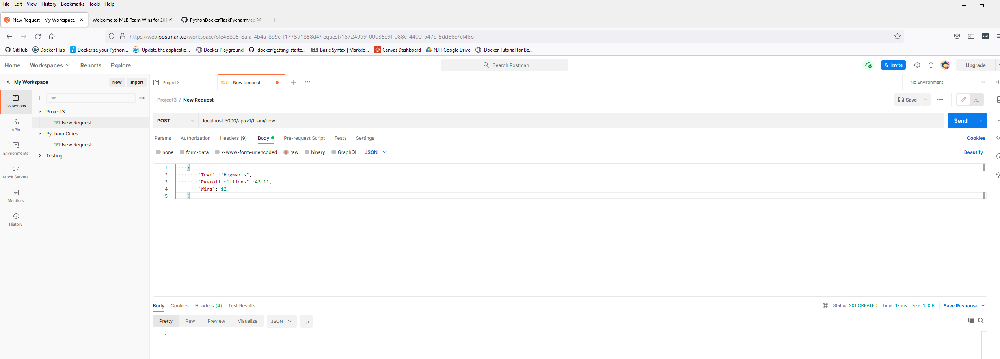 File Edit View History Bookmarks Tools Help
New Request - My Workspace Welcome to MLB Team Wins for 201 PythonDockerFlaskPycharm/app
https://web.postman.co/workspace/bfe46805-8afa-4b4a-899e-f177591858d4/request/16724099-00035e9f-088e-4400-b47e-5dd66c7ef46b
GitHub Docker Hub Dockerize your Python... Update the applicatio... Docker Playground docker/getting-starte... Basic Syntax | Markdo... Canvas Dashboard NJIT Google Drive Docker Tutorial for Be...
Home Workspaces Reports Explore Search Postman Invite Upgrade
My Workspace New Import Project3 POST New Request No Environment
Collections
APIs
Environments
Mock Servers
Monitors
History
Project3
GET New Request
PycharmCities
GET New Request
Testing
Project3 / New Request Save
POST localhost:5000/api/v1/team/new Send
Params Authorization Headers (9) Body Pre-request Script Tests Settings Cookies
none form-data x-www-form-urlencoded raw binary GraphQL JSON Beautify
1 {
2 "Team": "Hogwarts",
3 "Payroll_millions": 43.11,
4 "Wins": 12
5 }
Body Cookies Headers (4) Test Results Status: 201 CREATED Time: 17 ms Size: 150 B Save Response
Pretty Raw Preview Visualize JSON
1